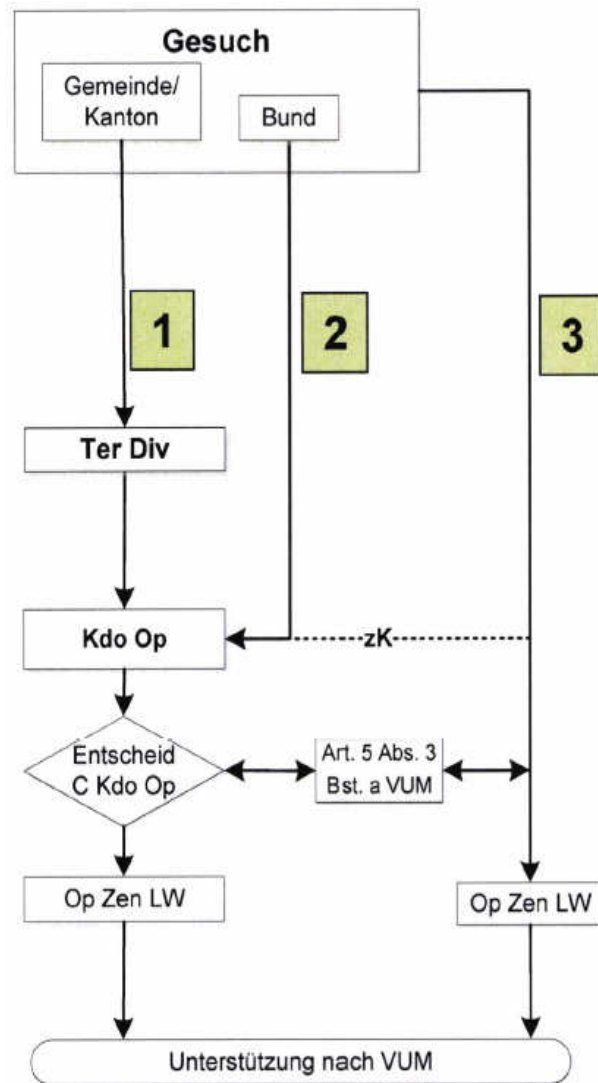 Gesuch
Gemeinde/
Kanton
Bund
1
2
3
Ter Div
Kdo Op
zK
Entscheid
C Kdo Op
Art. 5 Abs. 3
Bst. a VUM
Op Zen LW
Op Zen LW
Unterstützung nach VUM